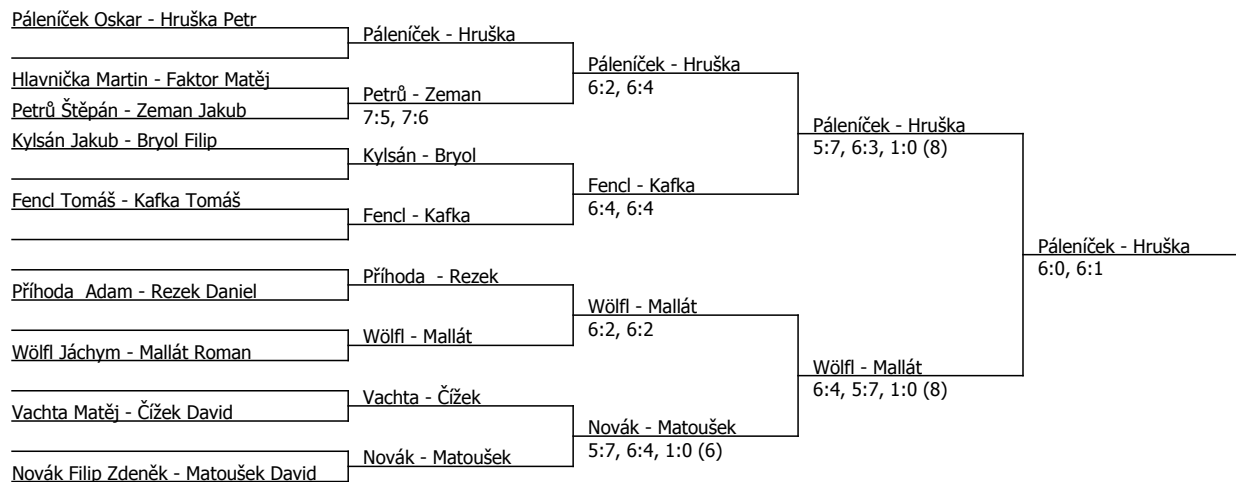 Páleníček Oskar - Hruška Petr
Hlavnička Martin - Faktor Matěj
Petrů Štěpán - Zeman Jakub
Kylsán Jakub - Bryol Filip
Fencl Tomáš - Kafka Tomáš
Příhoda  Adam - Rezek Daniel
Wölfl Jáchym - Mallát Roman
Vachta Matěj - Čížek David
Novák Filip Zdeněk - Matoušek David
Páleníček - Hruška
Petrů - Zeman
7:5, 7:6
Kylsán - Bryol
Fencl - Kafka
Příhoda  - Rezek
Wölfl - Mallát
Vachta - Čížek
Novák - Matoušek
Páleníček - Hruška
6:2, 6:4
Fencl - Kafka
6:4, 6:4
Wölfl - Mallát
6:2, 6:2
Novák - Matoušek
5:7, 6:4, 1:0 (6)
Páleníček - Hruška
5:7, 6:3, 1:0 (8)
Wölfl - Mallát
6:4, 5:7, 1:0 (8)
Páleníček - Hruška
6:0, 6:1